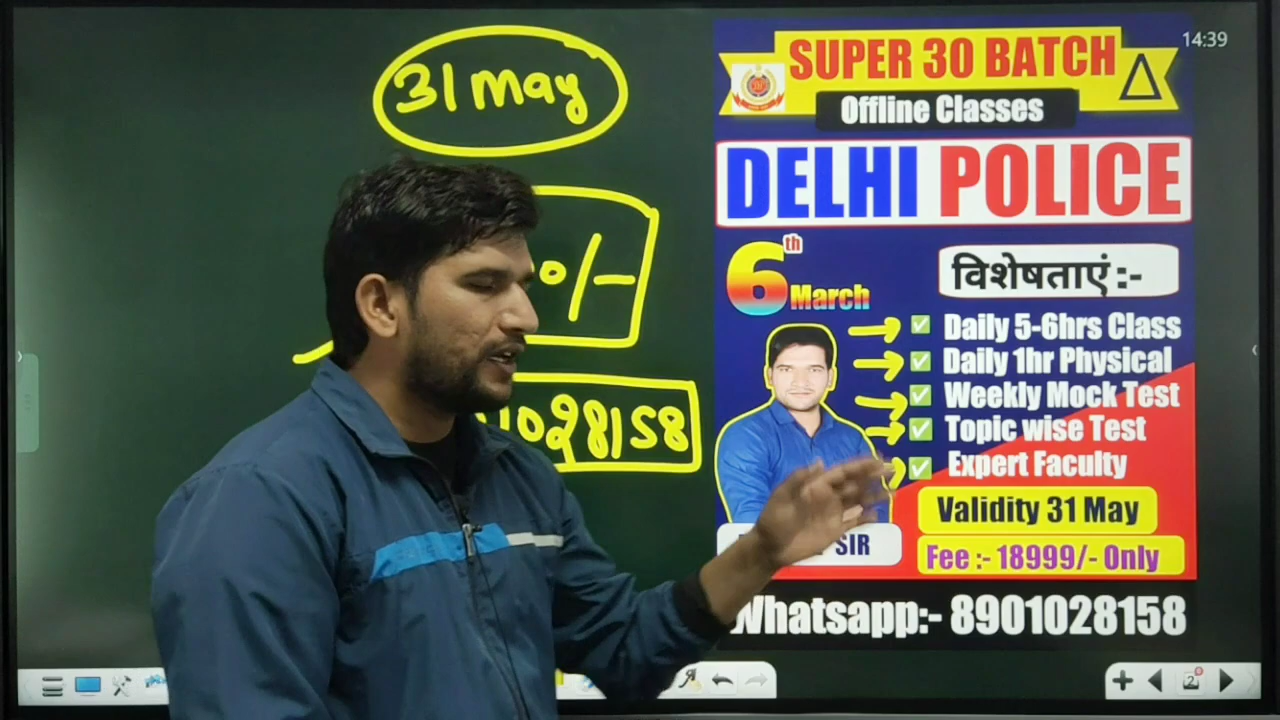 31 may
0/-
1028158
14:39
SUPER 30 BATCH
Offline Classes
DELHI POLICE
6th March
विशेषताएं :-
Daily 5-6hrs Class
Daily 1hr Physical
Weekly Mock Test
Topic wise Test
Expert Faculty
SIR
Validity 31 May
Fee :- 18999/- Only
Whatsapp:- 8901028158
2